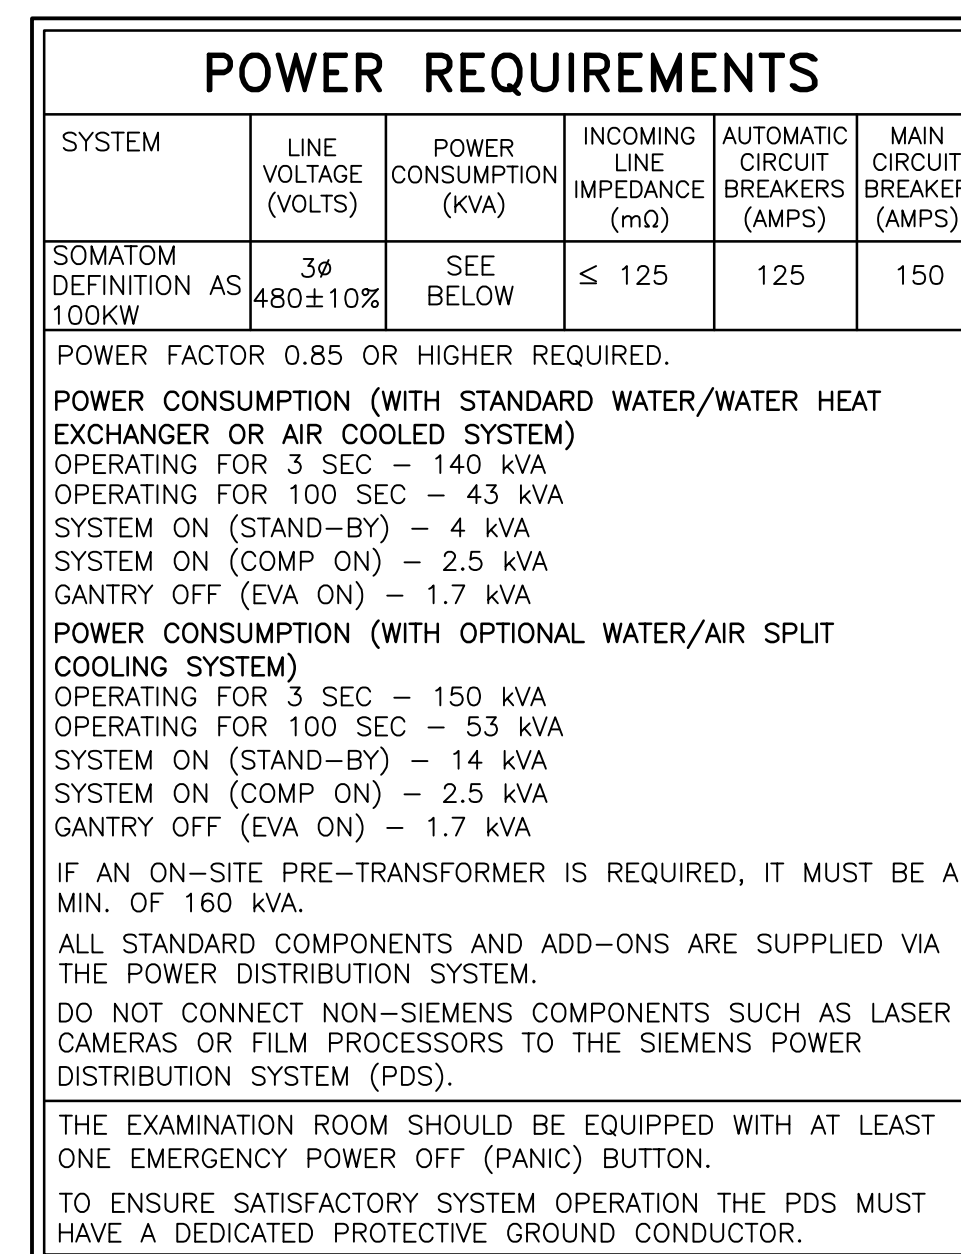 POWER REQUIREMENTS
SYSTEM
LINE
VOLTAGE
(VOLTS)
POWER
CONSUMPTION
(KVA)
INCOMING
LINE
IMPEDANCE
(mΩ)
AUTOMATIC
CIRCUIT
BREAKERS
(AMPS)
MAIN
CIRCUIT
BREAKER
(AMPS)
SOMATOM
DEFINITION AS
100KW
3ø
480±10%
SEE
BELOW
≤ 125
125
150
POWER FACTOR 0.85 OR HIGHER REQUIRED.
POWER CONSUMPTION (WITH STANDARD WATER/WATER HEAT
EXCHANGER OR AIR COOLED SYSTEM)
OPERATING FOR 3 SEC – 140 kVA
OPERATING FOR 100 SEC – 43 kVA
SYSTEM ON (STAND–BY) – 4 kVA
SYSTEM ON (COMP ON) – 2.5 kVA
GANTRY OFF (EVA ON) – 1.7 kVA
POWER CONSUMPTION (WITH OPTIONAL WATER/AIR SPLIT
COOLING SYSTEM)
OPERATING FOR 3 SEC – 150 kVA
OPERATING FOR 100 SEC – 53 kVA
SYSTEM ON (STAND–BY) – 14 kVA
SYSTEM ON (COMP ON) – 2.5 kVA
GANTRY OFF (EVA ON) – 1.7 kVA
IF AN ON–SITE PRE–TRANSFORMER IS REQUIRED, IT MUST BE A
MIN. OF 160 kVA.
ALL STANDARD COMPONENTS AND ADD–ONS ARE SUPPLIED VIA
THE POWER DISTRIBUTION SYSTEM.
DO NOT CONNECT NON–SIEMENS COMPONENTS SUCH AS LASER
CAMERAS OR FILM PROCESSORS TO THE SIEMENS POWER
DISTRIBUTION SYSTEM (PDS).
THE EXAMINATION ROOM SHOULD BE EQUIPPED WITH AT LEAST
ONE EMERGENCY POWER OFF (PANIC) BUTTON.
TO ENSURE SATISFACTORY SYSTEM OPERATION THE PDS MUST
HAVE A DEDICATED PROTECTIVE GROUND CONDUCTOR.